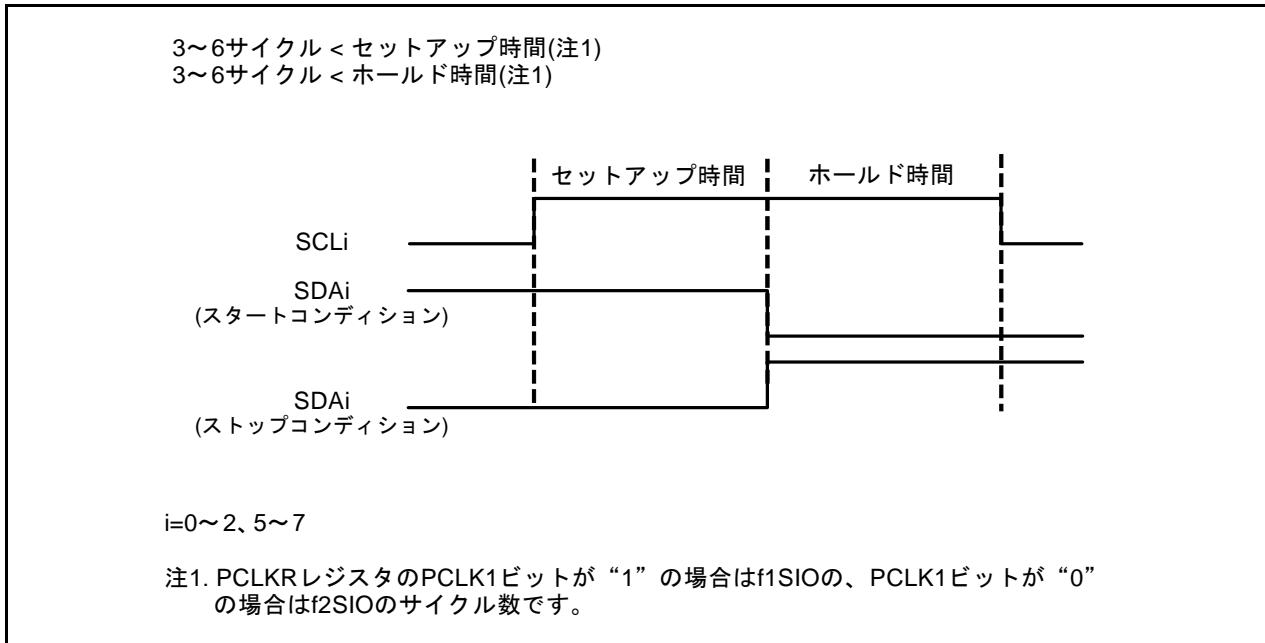 3～6サイクル < セットアップ時間(注1)
3～6サイクル < ホールド時間(注1)
セットアップ時間
ホールド時間
SCLi
SDAi
(スタートコンディション)
SDAi
(ストップコンディション)
i=0～2、5～7
注1. PCLKRレジスタのPCLK1ビットが“1”の場合はf1SIOの、PCLK1ビットが“0”
の場合はf2SIOのサイクル数です。